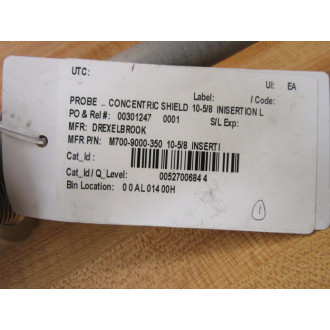 UTC:
UI: EA
Label: / Code:
PROBE .. CONCENTRIC SHIELD 10-5/8 INISERTION L
PO & Rel #: 00301247 0001 S/L Exp:
MFR: DREXELBROOK
MFR P/N: M700-9000-350 10-5/8 INSERTI
Cat_Id :
Cat_Id / Q_Level: 0052700684 4
Bin Location: 0 0 AL 014 00H
1